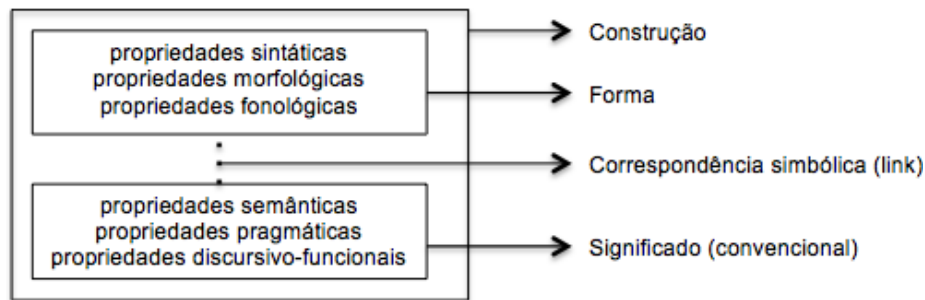 Construção
propriedades sintáticas
propriedades morfológicas
propriedades fonológicas
Forma
Correspondência simbólica (link)
propriedades semânticas
propriedades pragmáticas
propriedades discursivo-funcionais
Significado (convencional)